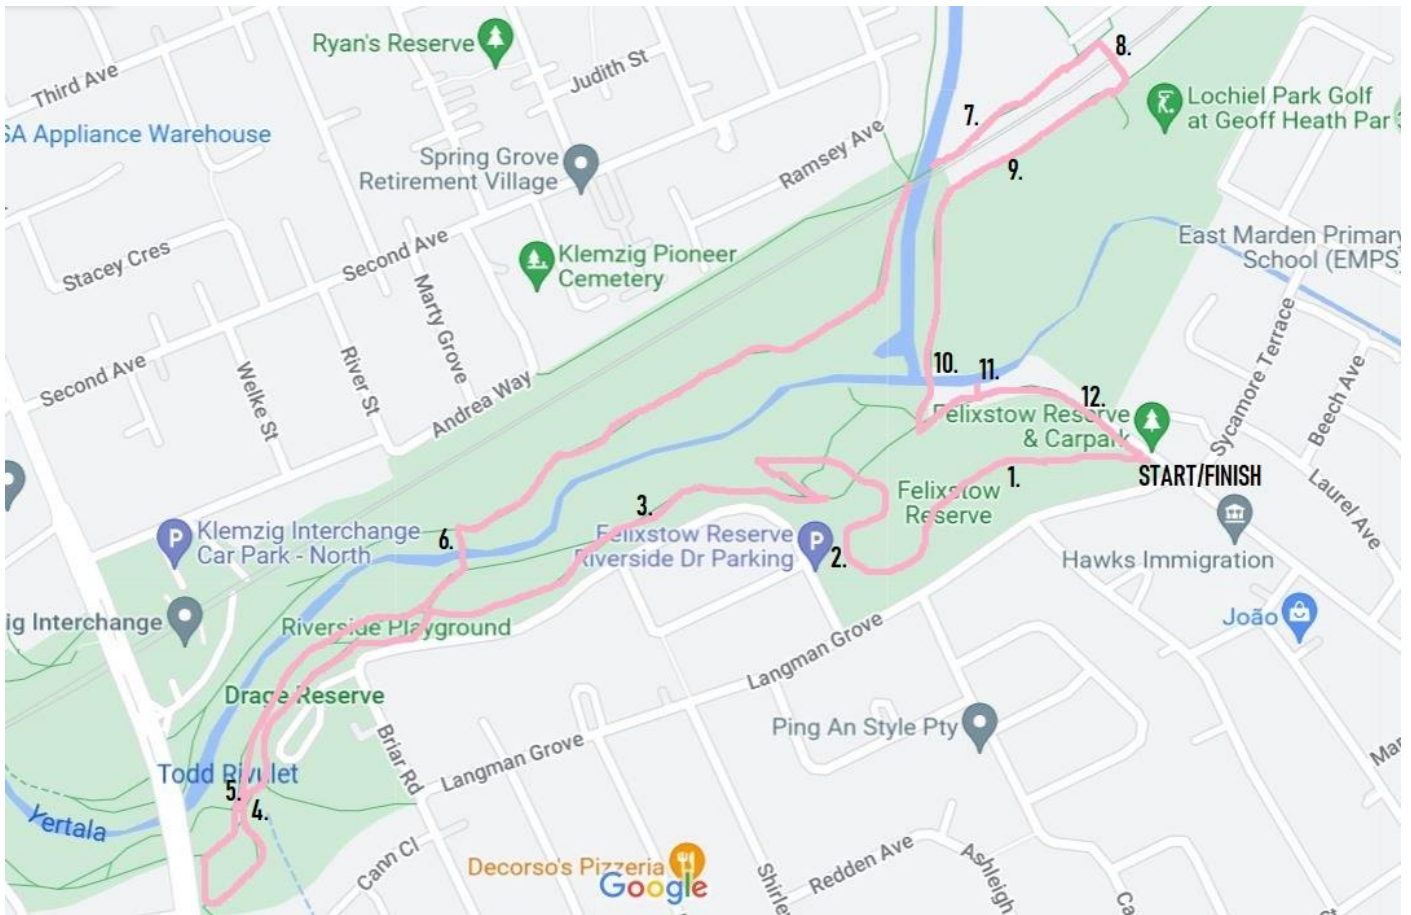 Ryan's Reserve
Third Ave
Judith St
8.
SA Appliance Warehouse
7.
Lochiel Park Golf
at Geoff Heath Par 3
Spring Grove
Retirement Village
Ramsey Ave
9.
Stacey Cres
Second Ave
Klemzig Pioneer
Cemetery
East Marden Primary
School (EMPS)
Marty Grove
Second Ave
Welke St
River St
Andrea Way
10.
11.
12.
Sycamore Terrace
Beech Ave
Felixstow Reserve
& Carpark
START/FINISH
1.
Laurel Ave
Felixstow
Reserve
3.
Klemzig Interchange
Car Park - North
6.
Felixstow Reserve
Riverside Dr Parking
2.
Hawks Immigration
ig Interchange
Riverside Playground
João
Langman Grove
Drage Reserve
Ping An Style Pty
Briar Rd
Langman Grove
Todd Rivulet
5.
4.
Yertala
Cann Cl
Decorso's Pizzeria
Google
Shirley
Redden Ave
Ashleigh
Ca
Mar